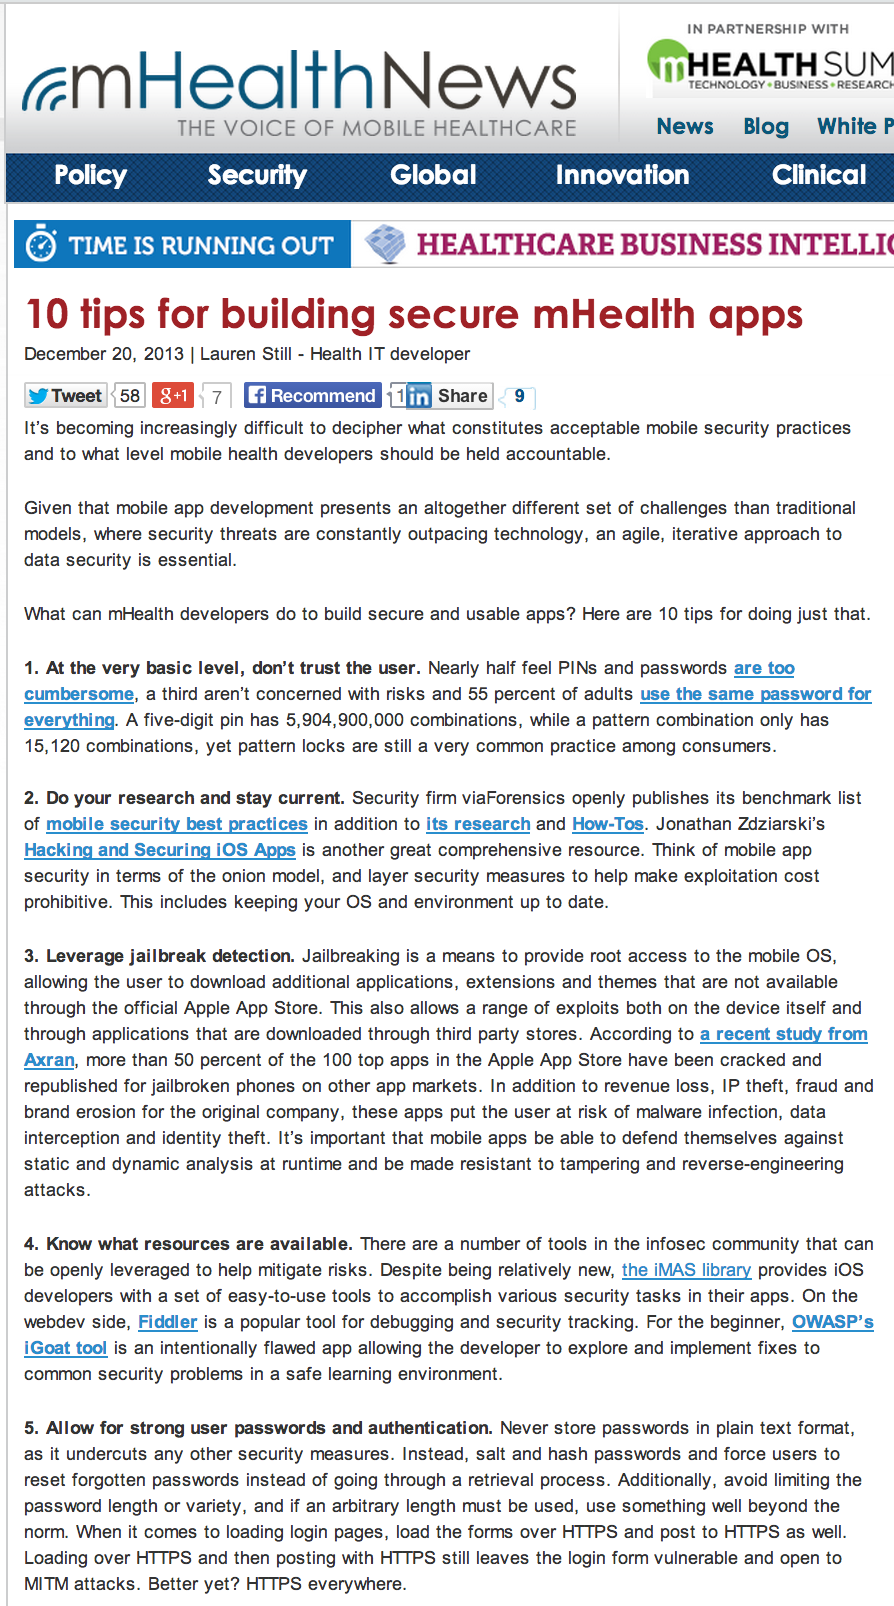 IN PARTNERSHIP WITH
mHealthNews
mHEALTH SUM
TECHNOLOGY • BUSINESS • RESEARCH
THE VOICE OF MOBILE HEALTHCARE
News Blog White P
Policy Security Global Innovation Clinical
TIME IS RUNNING OUT HEALTHCARE BUSINESS INTELLIG
10 tips for building secure mHealth apps
December 20, 2013 | Lauren Still - Health IT developer
Tweet 58 g+1 7 Recommend 1 in Share 9
It's becoming increasingly difficult to decipher what constitutes acceptable mobile security practices
and to what level mobile health developers should be held accountable.
Given that mobile app development presents an altogether different set of challenges than traditional
models, where security threats are constantly outpacing technology, an agile, iterative approach to
data security is essential.
What can mHealth developers do to build secure and usable apps? Here are 10 tips for doing just that.
1. At the very basic level, don't trust the user. Nearly half feel PINs and passwords are too
cumbersome, a third aren't concerned with risks and 55 percent of adults use the same password for
everything. A five-digit pin has 5,904,900,000 combinations, while a pattern combination only has
15,120 combinations, yet pattern locks are still a very common practice among consumers.
2. Do your research and stay current. Security firm viaForensics openly publishes its benchmark list
of mobile security best practices in addition to its research and How-Tos. Jonathan Zdziarski's
Hacking and Securing iOS Apps is another great comprehensive resource. Think of mobile app
security in terms of the onion model, and layer security measures to help make exploitation cost
prohibitive. This includes keeping your OS and environment up to date.
3. Leverage jailbreak detection. Jailbreaking is a means to provide root access to the mobile OS,
allowing the user to download additional applications, extensions and themes that are not available
through the official Apple App Store. This also allows a range of exploits both on the device itself and
through applications that are downloaded through third party stores. According to a recent study from
Axran, more than 50 percent of the 100 top apps in the Apple App Store have been cracked and
republished for jailbroken phones on other app markets. In addition to revenue loss, IP theft, fraud and
brand erosion for the original company, these apps put the user at risk of malware infection, data
interception and identity theft. It's important that mobile apps be able to defend themselves against
static and dynamic analysis at runtime and be made resistant to tampering and reverse-engineering
attacks.
4. Know what resources are available. There are a number of tools in the infosec community that can
be openly leveraged to help mitigate risks. Despite being relatively new, the iMAS library provides iOS
developers with a set of easy-to-use tools to accomplish various security tasks in their apps. On the
webdev side, Fiddler is a popular tool for debugging and security tracking. For the beginner, OWASP's
iGoat tool is an intentionally flawed app allowing the developer to explore and implement fixes to
common security problems in a safe learning environment.
5. Allow for strong user passwords and authentication. Never store passwords in plain text format,
as it undercuts any other security measures. Instead, salt and hash passwords and force users to
reset forgotten passwords instead of going through a retrieval process. Additionally, avoid limiting the
password length or variety, and if an arbitrary length must be used, use something well beyond the
norm. When it comes to loading login pages, load the forms over HTTPS and post to HTTPS as well.
Loading over HTTPS and then posting with HTTPS still leaves the login form vulnerable and open to
MITM attacks. Better yet? HTTPS everywhere.